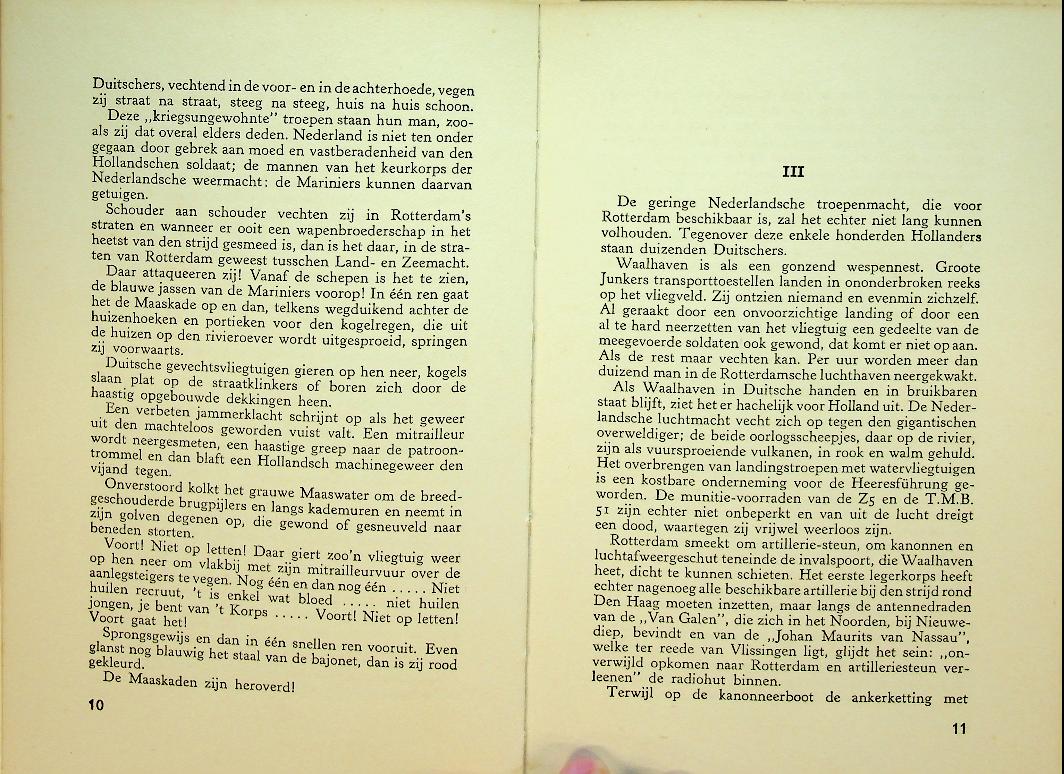 Duitschers, vechtend in de voor- en in de achterhoede, vegen
zij straat na straat, steeg na steeg, huis na huis schoon.
Deze „kriegsungewohnte” troepen staan hun man, zoo-
als zij dat overal elders deden. Nederland is niet ten onder
gegaan door gebrek aan moed en vastberadenheid van den
Hollandschen soldaat; de mannen van het keurkorps der
Nederlandsche weermacht: de Mariniers kunnen daarvan
getuigen.
Schouder aan schouder vechten zij in Rotterdam's
straten en wanneer er ooit een wapenbroederschap in het
heetst van den strijd gesmeed is, dan is het daar, in de stra-
ten van Rotterdam geweest tusschen Land- en Zeemacht.
Daar attaqueeren zij! Vanaf de schepen is het te zien,
de blauwe jassen van de Mariniers voorop! In één ren gaat
het de Maaskade op en dan, telkens wegduikend achter de
huizenhoeken en portieken voor den kogelregen, die uit
de huizen op den rivieroever wordt uitgesproeid, springen
zij voorwaarts.
Duitsche gevechtsvliegtuigen gieren op hen neer, kogels
slaan plat op de straatklinkers of boren zich door de
haastig opgebouwde dekkingen heen.
Een verbeten jammerklacht schrijnt op als het geweer
uit den machteloos geworden vuist valt. Een mitrailleur
wordt neergesmeten, een haastige greep naar de patroon-
trommel en dan blaft een Hollandsch machinegeweer den
vijand tegen.
Onverstoord kolkt het grauwe Maaswater om de breed-
geschouderde brugpijlers en langs kademuren en neemt in
zijn golven degenen op, die gewond of gesneuveld naar
beneden storten.
Voort! Niet op letten! Daar giert zoo'n vliegtuig weer
op hen neer om vlakbij met zijn mitrailleurvuur over de
aanlegsteigers te vegen. Nog één en dan nog één ..... Niet
huilen recruut, 't is enkel wat bloed ..... niet huilen
jongen, je bent van 't Korps ..... Voort! Niet op letten!
Voort gaat het!
Sprongsgewijs en dan in één snellen ren vooruit. Even
glanst nog blauwig het staal van de bajonet, dan is zij rood
gekleurd.
De Maaskaden zijn heroverd!
10
III
De geringe Nederlandsche troepenmacht, die voor
Rotterdam beschikbaar is, zal het echter niet lang kunnen
volhouden. Tegenover deze enkele honderden Hollanders
staan duizenden Duitschers.
Waalhaven is als een gonzend wespennest. Groote
Junkers transporttoestellen landen in ononderbroken reeks
op het vliegveld. Zij ontzien niemand en evenmin zichzelf.
Al geraakt door een onvoorzichtige landing of door een
al te hard neerzetten van het vliegtuig een gedeelte van de
meegevoerde soldaten ook gewond, dat komt er niet op aan.
Als de rest maar vechten kan. Per uur worden meer dan
duizend man in de Rotterdamsche luchthaven neergekwakt.
Als Waalhaven in Duitsche handen en in bruikbaren
staat blijft, ziet het er hachelijk voor Holland uit. De Neder-
landsche luchtmacht vecht zich op tegen den gigantischen
overweldiger; de beide oorlogsscheepjes, daar op de rivier,
zijn als vuursproeiende vulkanen, in rook en walm gehuld.
Het overbrengen van landingstroepen met watervliegtuigen
is een kostbare onderneming voor de Heeresführung ge-
worden. De munitie-voorraden van de Z5 en de T.M.B.
51 zijn echter niet onbeperkt en van uit de lucht dreigt
een dood, waartegen zij vrijwel weerloos zijn.
Rotterdam smeekt om artillerie-steun, om kanonnen en
luchtafweergeschut teneinde de invalspoort, die Waalhaven
heet, dicht te kunnen schieten. Het eerste legerkorps heeft
echter nagenoeg alle beschikbare artillerie bij den strijd rond
Den Haag moeten inzetten, maar langs de antennedraden
van de „Van Galen”, die zich in het Noorden, bij Nieuwe-
diep, bevindt en van de „Johan Maurits van Nassau”,
welke ter reede van Vlissingen ligt, glijdt het sein: „on-
verwijld opkomen naar Rotterdam en artilleriesteun ver-
leenen” de radiohut binnen.
Terwijl op de kanonneerboot de ankerketting met
11